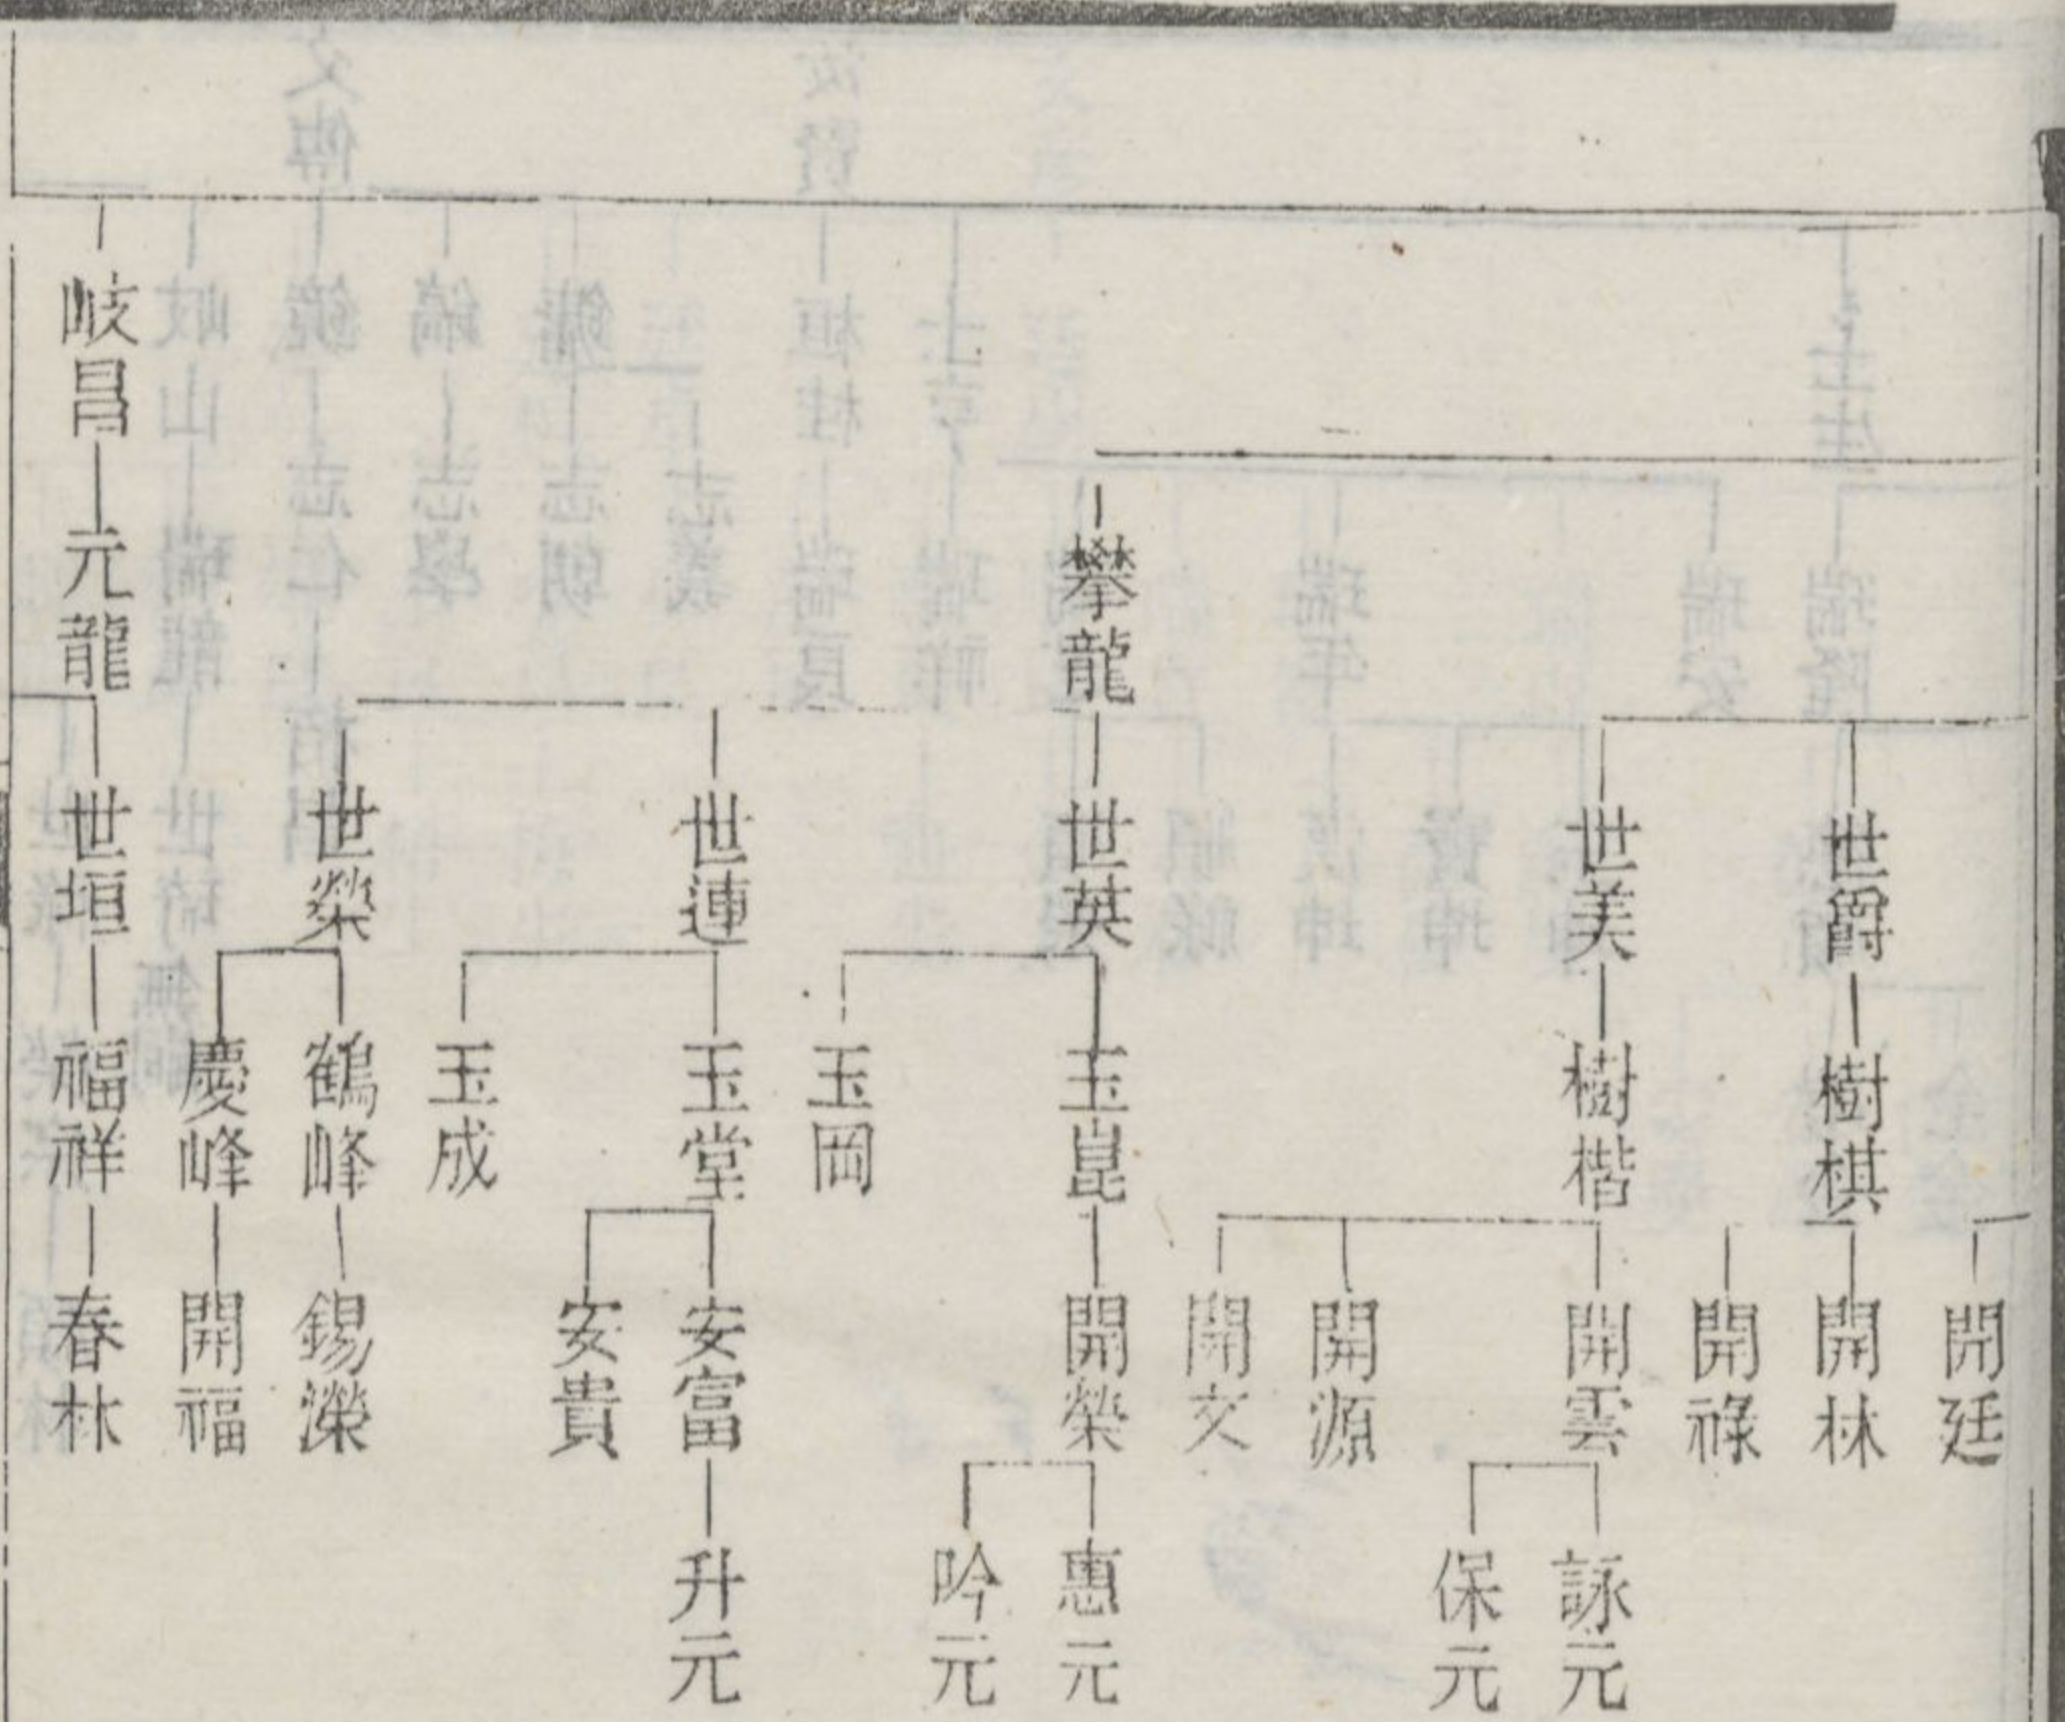 開廷
世爵
樹棋
開林
開祿
世美
樹楷
開雲
詠元
保元
開源
開文
攀龍
世英
玉崑
開榮
惠元
吟元
玉岡
世連
玉堂
安富
升元
安貴
玉成
世榮
鶴峰
錫濚
慶峰
開福
岐昌
元龍
世垣
福祥
春林